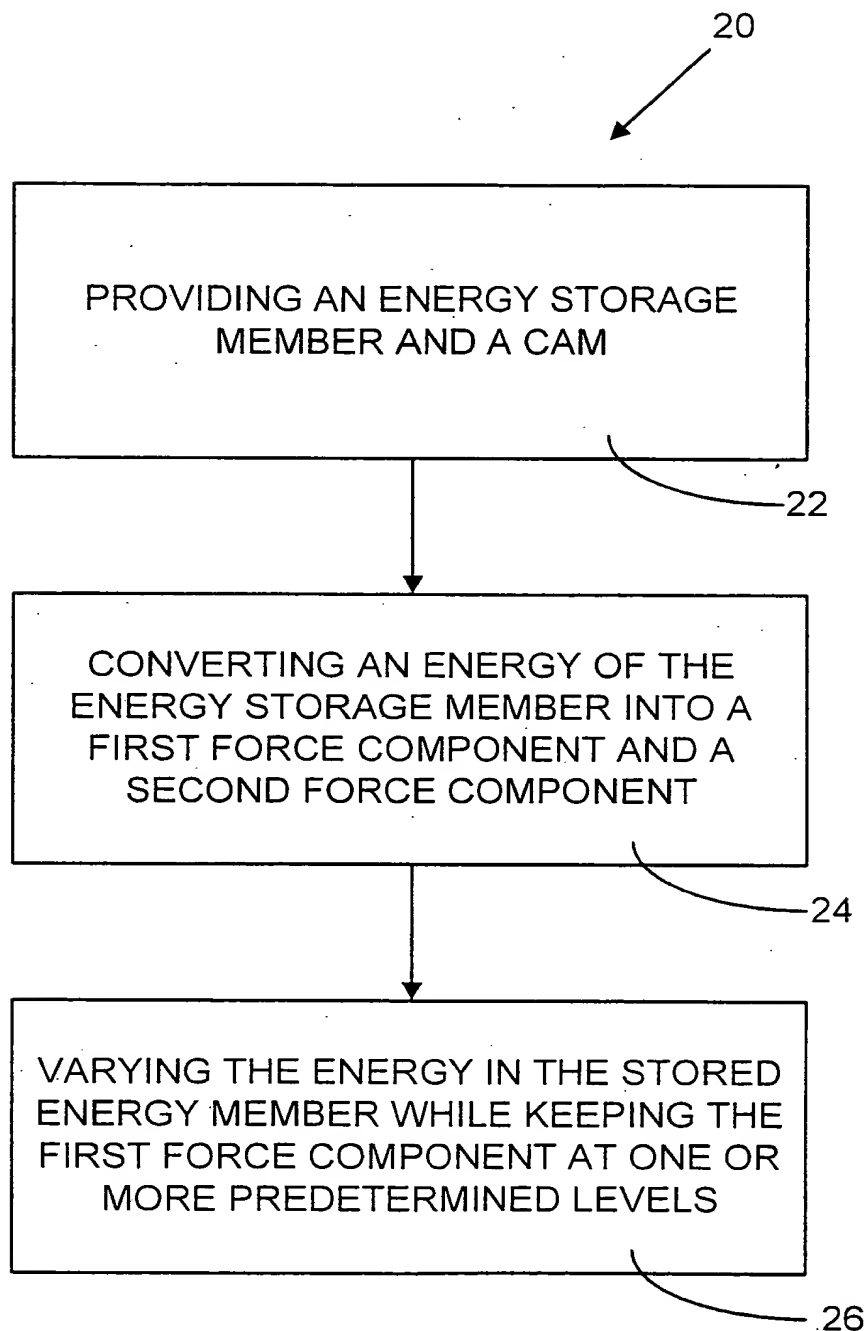 20
PROVIDING AN ENERGY STORAGE
MEMBER AND A CAM
22
CONVERTING AN ENERGY OF THE
ENERGY STORAGE MEMBER INTO A
FIRST FORCE COMPONENT AND A
SECOND FORCE COMPONENT
24
VARYING THE ENERGY IN THE STORED
ENERGY MEMBER WHILE KEEPING THE
FIRST FORCE COMPONENT AT ONE OR
MORE PREDETERMINED LEVELS
26